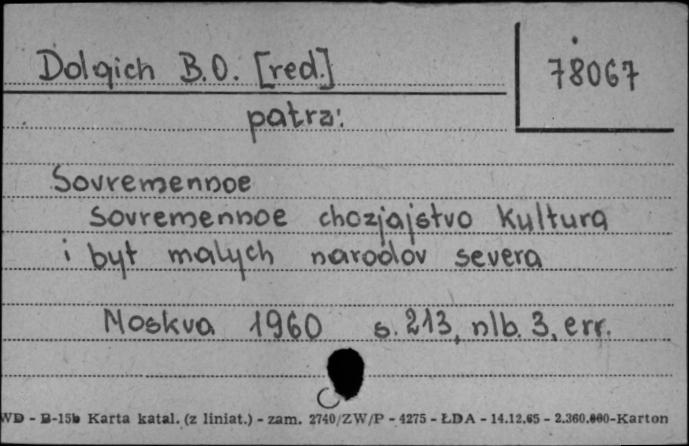 Dolgich B.O. [red.]
78067
patrz:
Sovremennoe
Sovremennoe chozjajstvo kultura
i byt malych narodov severa
Moskva 1960 s. 213, nlb. 3, err.
WD - B-15b Karta katal. (z liniat.) - zam. 2740/ZW/P - 4275 - ŁDA - 14.12.65 - 2.360.000-Karton